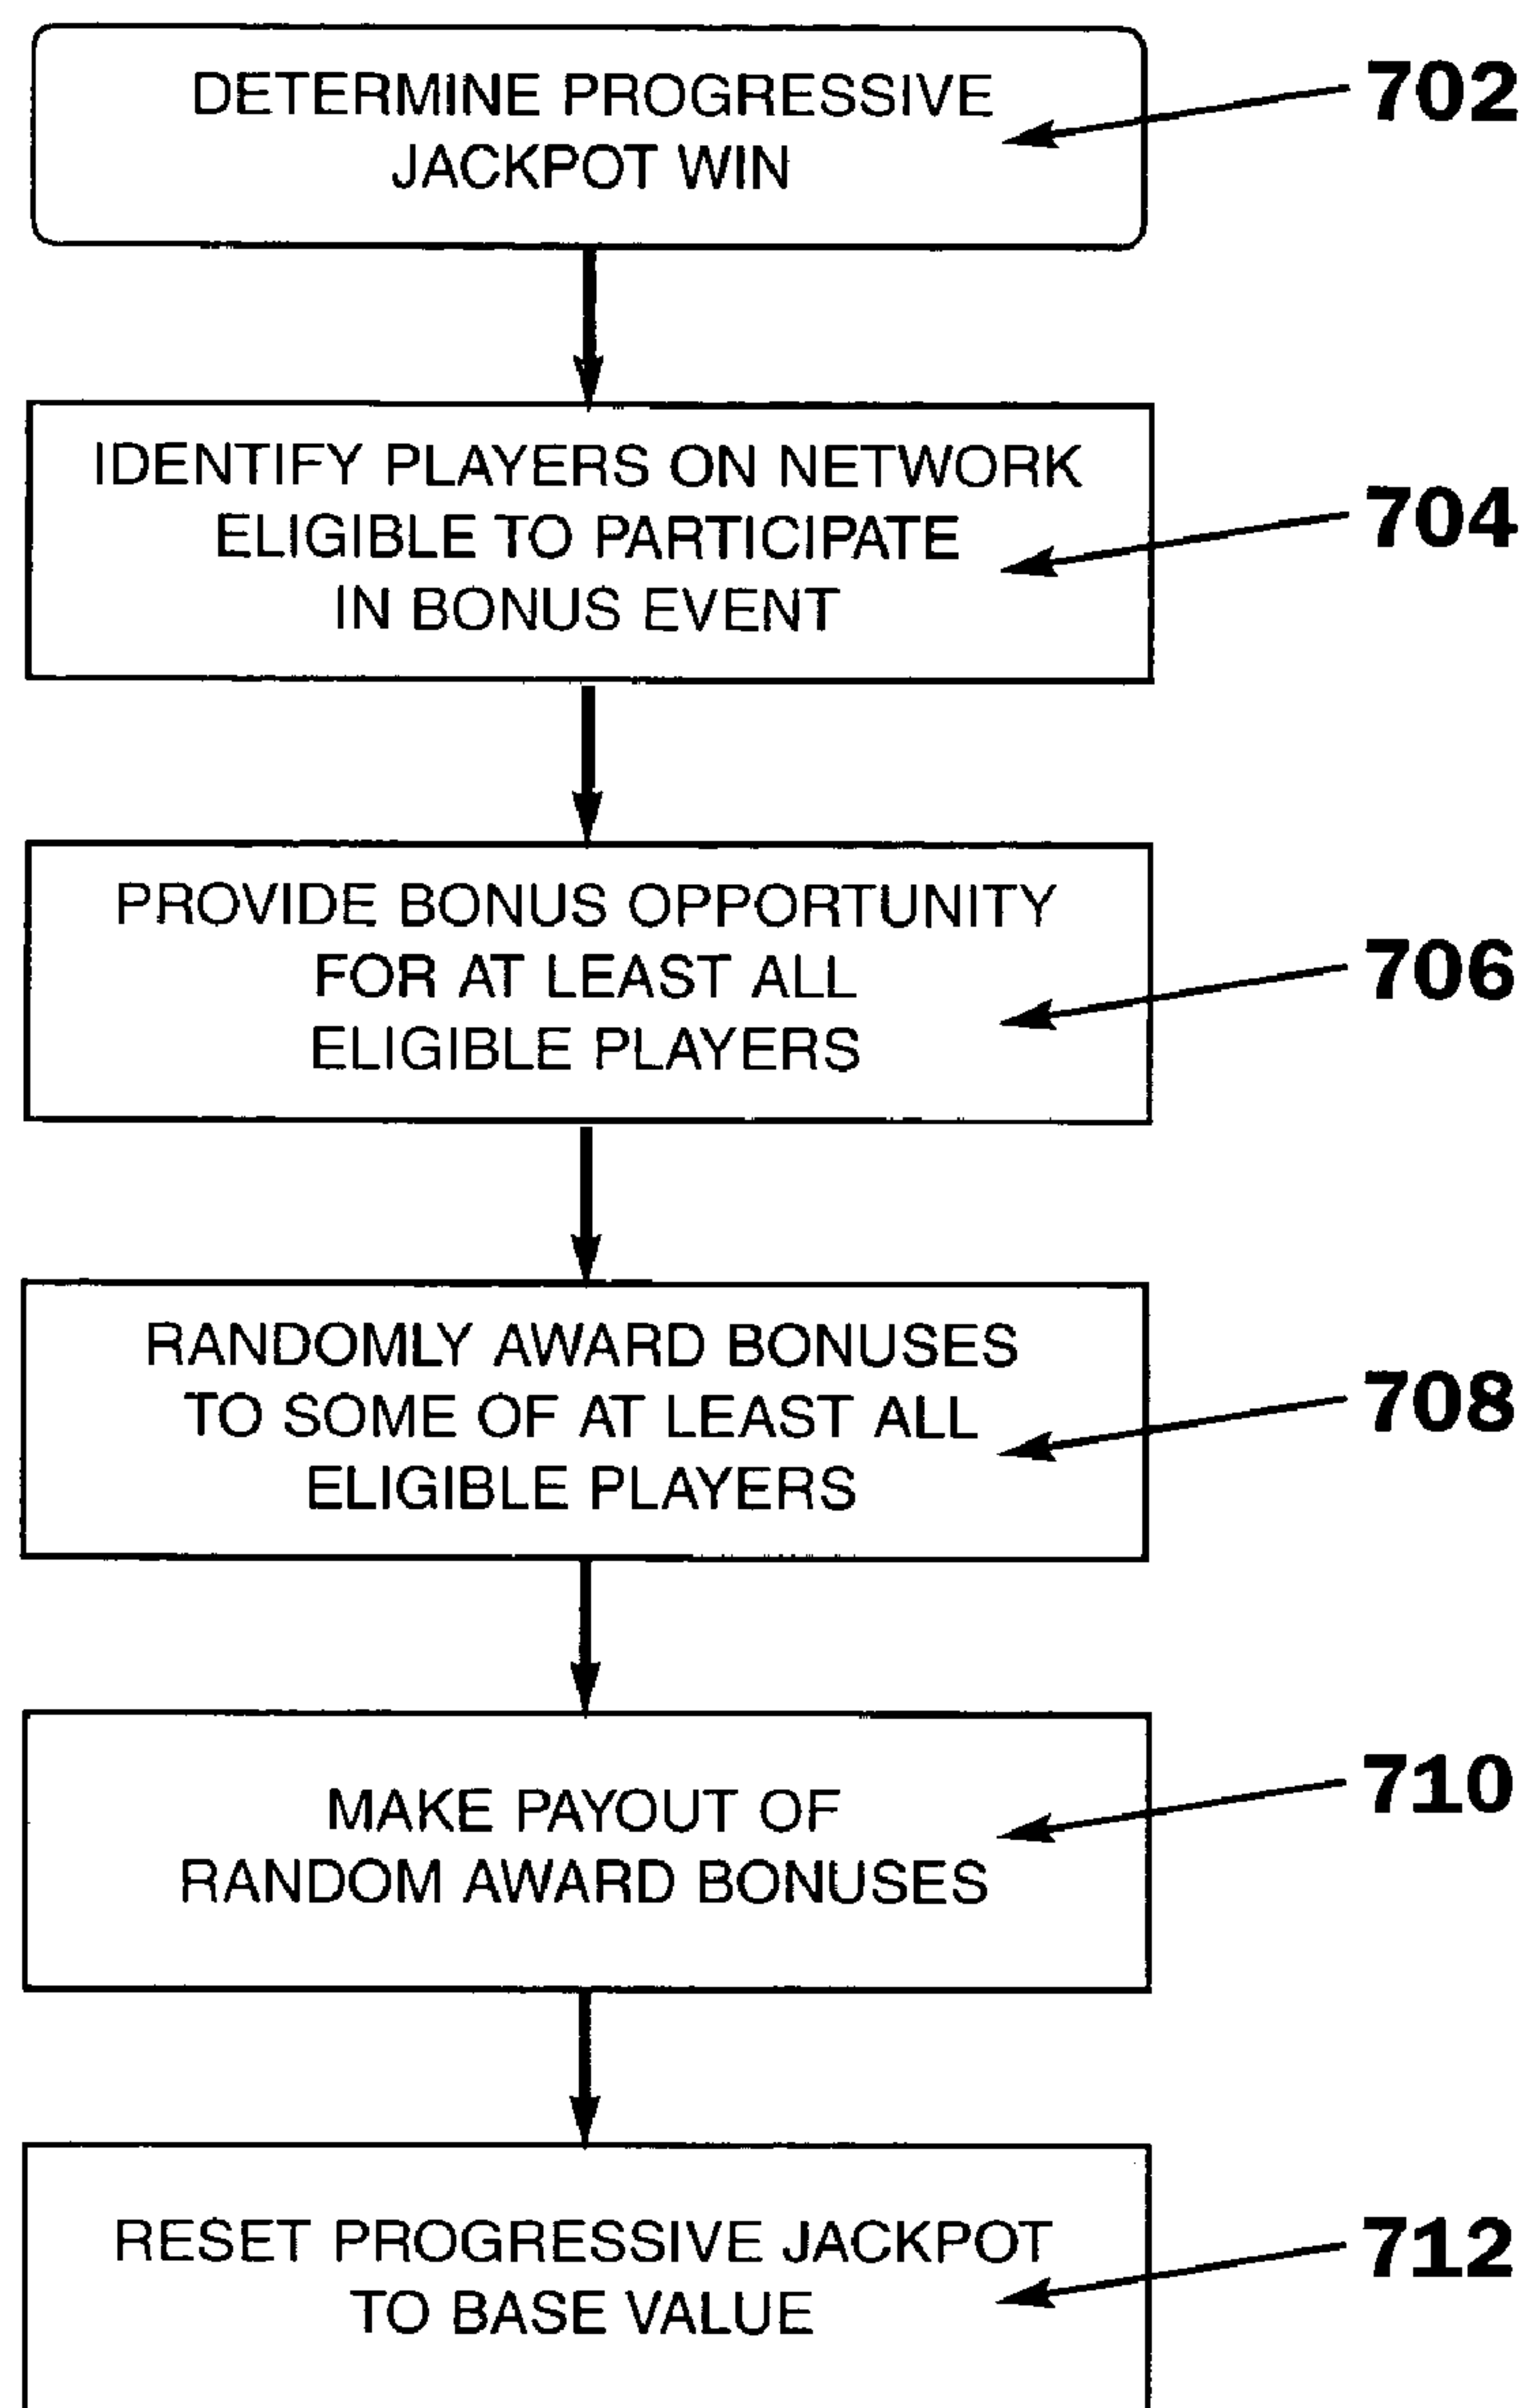 DETERMINE PROGRESSIVE
JACKPOT WIN
702
IDENTIFY PLAYERS ON NETWORK
ELIGIBLE TO PARTICIPATE
IN BONUS EVENT
704
PROVIDE BONUS OPPORTUNITY
FOR AT LEAST ALL
ELIGIBLE PLAYERS
706
RANDOMLY AWARD BONUSES
TO SOME OF AT LEAST ALL
ELIGIBLE PLAYERS
708
MAKE PAYOUT OF
RANDOM AWARD BONUSES
710
RESET PROGRESSIVE JACKPOT
TO BASE VALUE
712